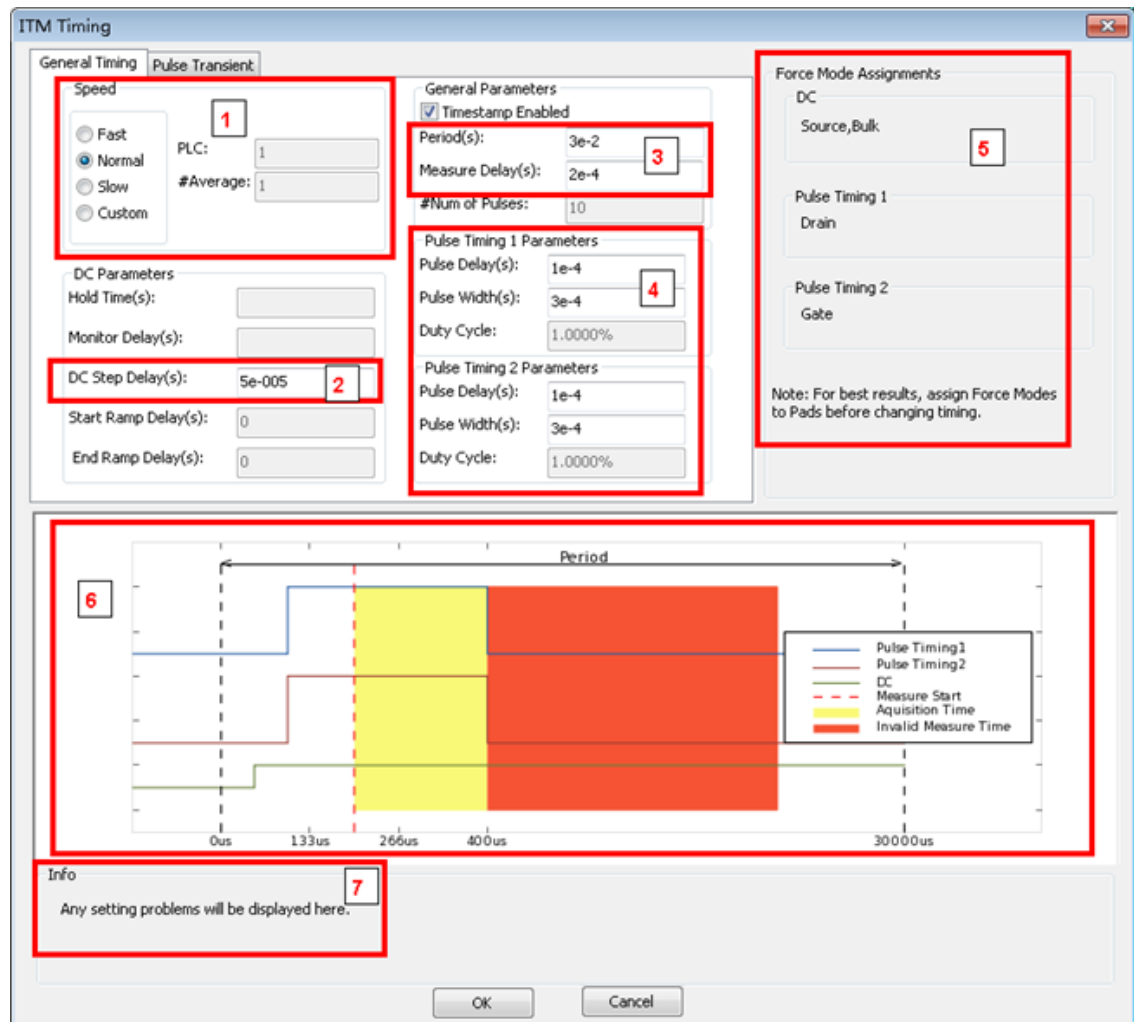 ITM Timing
General Timing Pulse Transient
Speed
1
Fast
Normal
Slow
Custom
PLC: 1
#Average: 1
DC Parameters
Hold Time(s):
Monitor Delay(s):
DC Step Delay(s): 5e-005 2
Start Ramp Delay(s): 0
End Ramp Delay(s): 0
General Parameters
Timestamp Enabled
Period(s): 3e-2
3
Measure Delay(s): 2e-4
#Num of Pulses: 10
Pulse Timing 1 Parameters
Pulse Delay(s): 1e-4
4
Pulse Width(s): 3e-4
Duty Cycle: 1.0000%
Pulse Timing 2 Parameters
Pulse Delay(s): 1e-4
Pulse Width(s): 3e-4
Duty Cycle: 1.0000%
Force Mode Assignments
DC
Source,Bulk
5
Pulse Timing 1
Drain
Pulse Timing 2
Gate
Note: For best results, assign Force Modes
to Pads before changing timing.
Period
6
Pulse Timing1
Pulse Timing2
DC
Measure Start
Aquisition Time
Invalid Measure Time
0us 133us 266us 400us 30000us
Info
7
Any setting problems will be displayed here.
OK Cancel